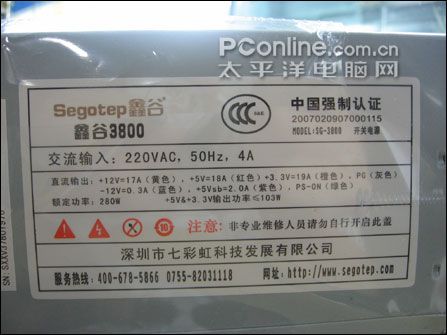 PConline.com.cn
太平洋电脑网
Segotep鑫谷
鑫谷3800
CCC
S&E
中国强制认证
2007020907000115
MODEL:SG-3800 开关电源
交流输入: 220VAC, 50Hz, 4A
直流输出: +12V=17A(黄色), +5V=18A(红色)+3.3V=19A(橙色), PG(灰色)
-12V=0.3A(蓝色), +5Vsb=2.0A(紫色), PS-ON(绿色)
额定功率: 280W +5V&+3.3V输出功率≤103W
10
注意: 非专业维修人员请勿自行开启此盖
深圳市七彩虹科技发展有限公司
服务热线: 400-678-5866 0755-82031118 网址: http://www.segotep.com